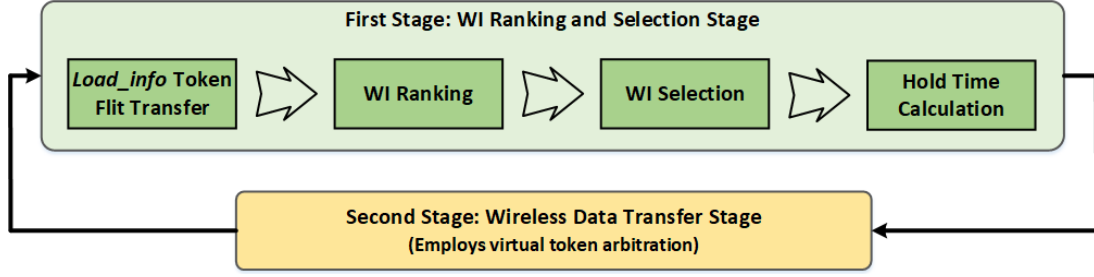 First Stage: WI Ranking and Selection Stage
Load_info Token
Flit Transfer
WI Ranking
WI Selection
Hold Time
Calculation
Second Stage: Wireless Data Transfer Stage
(Employs virtual token arbitration)